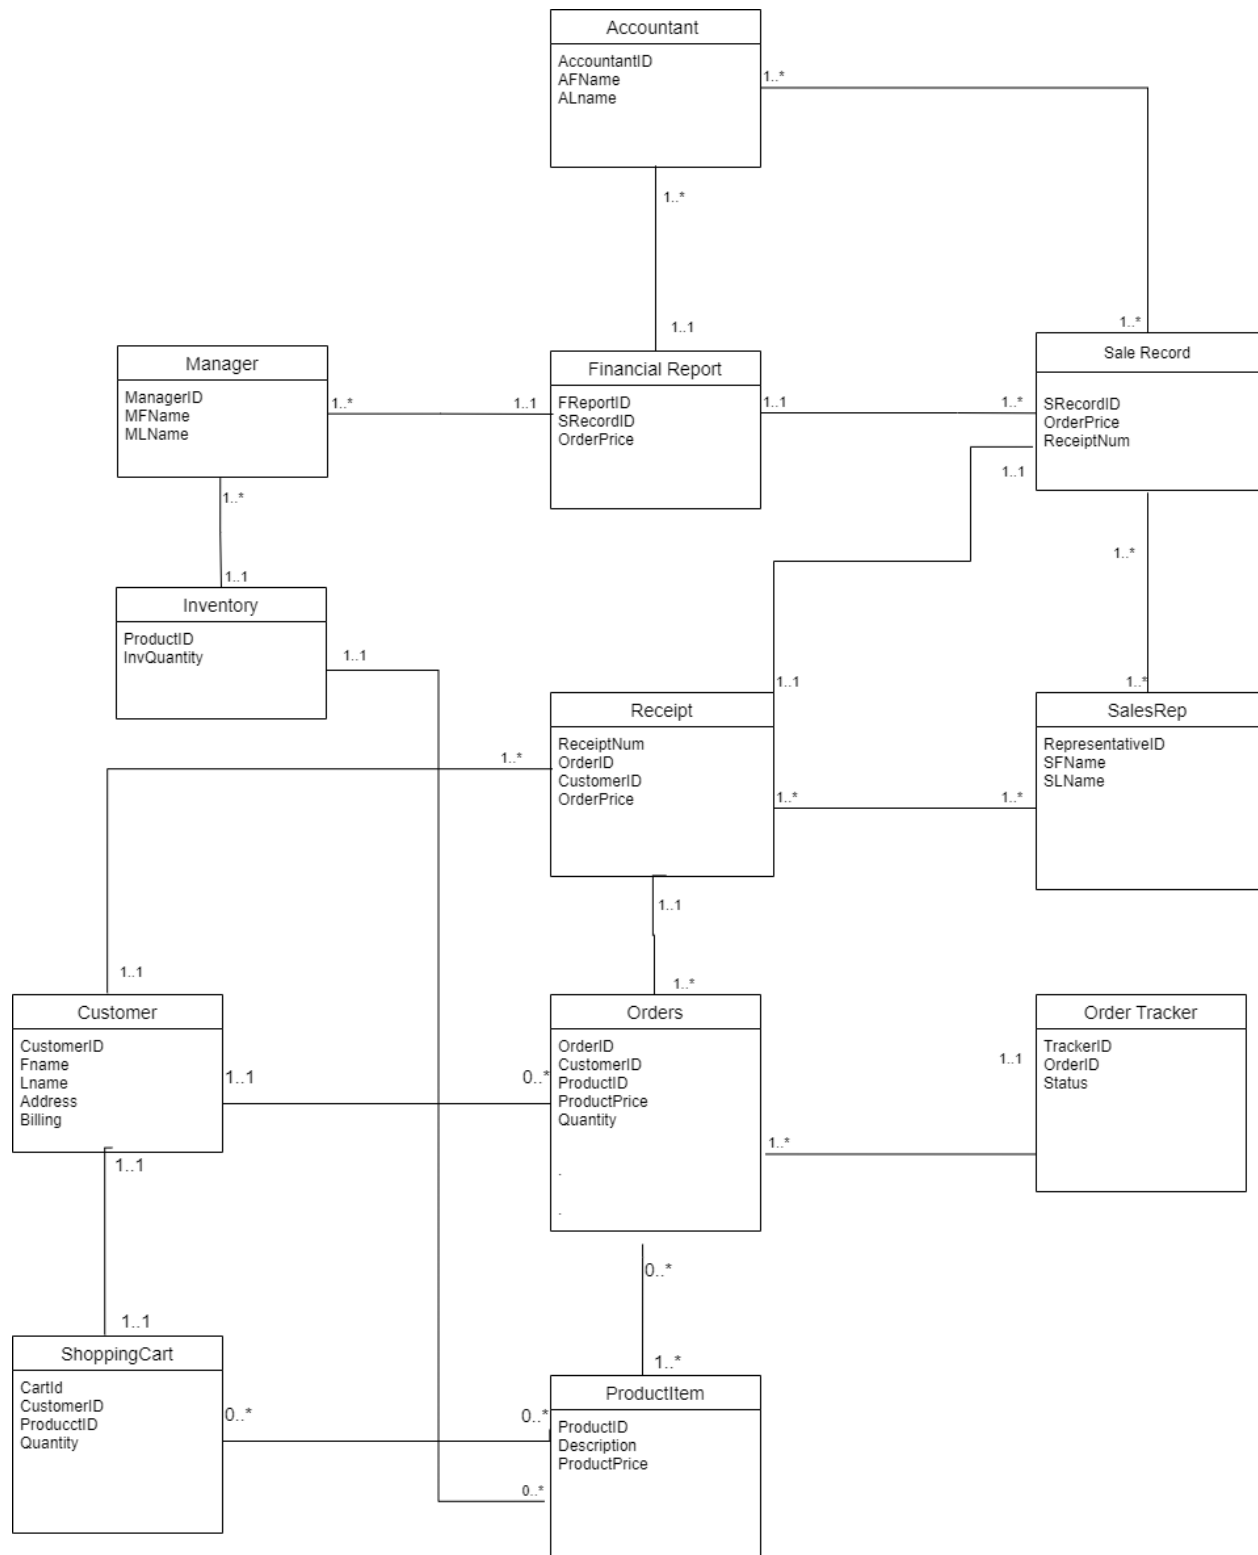 Accountant
AccountantID
AFName
ALname
1..*
1..*
1..*
1..1
Manager
ManagerID
MFName
MLName
1..*
1..1
Financial Report
FReportID
SRecordID
OrderPrice
1..1
1..*
Sale Record
SRecordID
OrderPrice
ReceiptNum
1..1
1..*
1..*
1..1
Inventory
ProductID
InvQuantity
1..1
1..1
1..*
Receipt
ReceiptNum
OrderID
CustomerID
OrderPrice
1..*
1..*
1..*
SalesRep
RepresentativeID
SFName
SLName
1..1
1..1
1..*
Customer
CustomerID
Fname
Lname
Address
Billing
1..1
0..*
Orders
OrderID
CustomerID
ProductID
ProductPrice
Quantity
.
.
1..1
1..*
Order Tracker
TrackerID
OrderID
Status
1..1
0..*
1..1
1..*
ShoppingCart
CartId
CustomerID
ProducctID
Quantity
0..*
0..*
0..*
ProductItem
ProductID
Description
ProductPrice